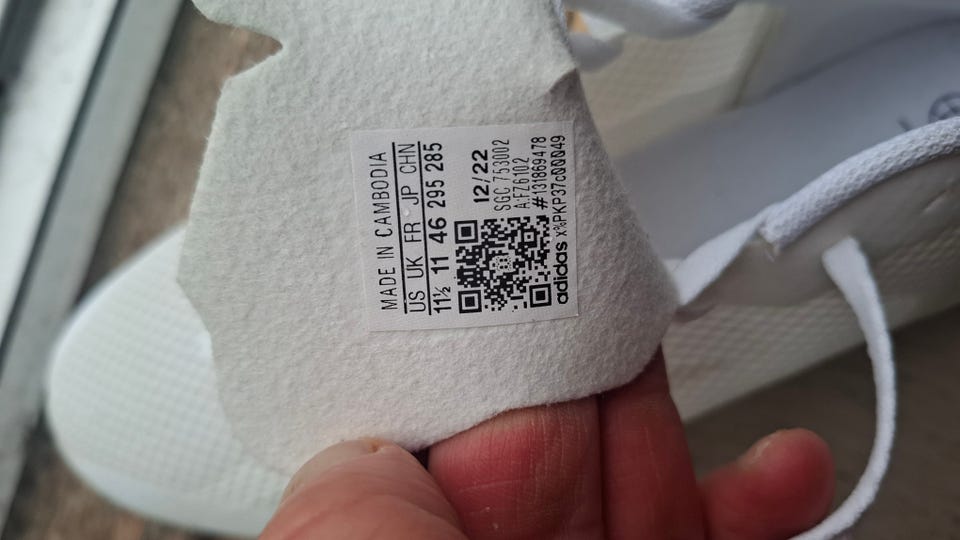 MADE IN CAMBODIA
US UK FR JP CHN
11½ 11 46 295 285
12/22
SGC 753002
A:FZ6102
#131869478
adidas X%PKP37c00049